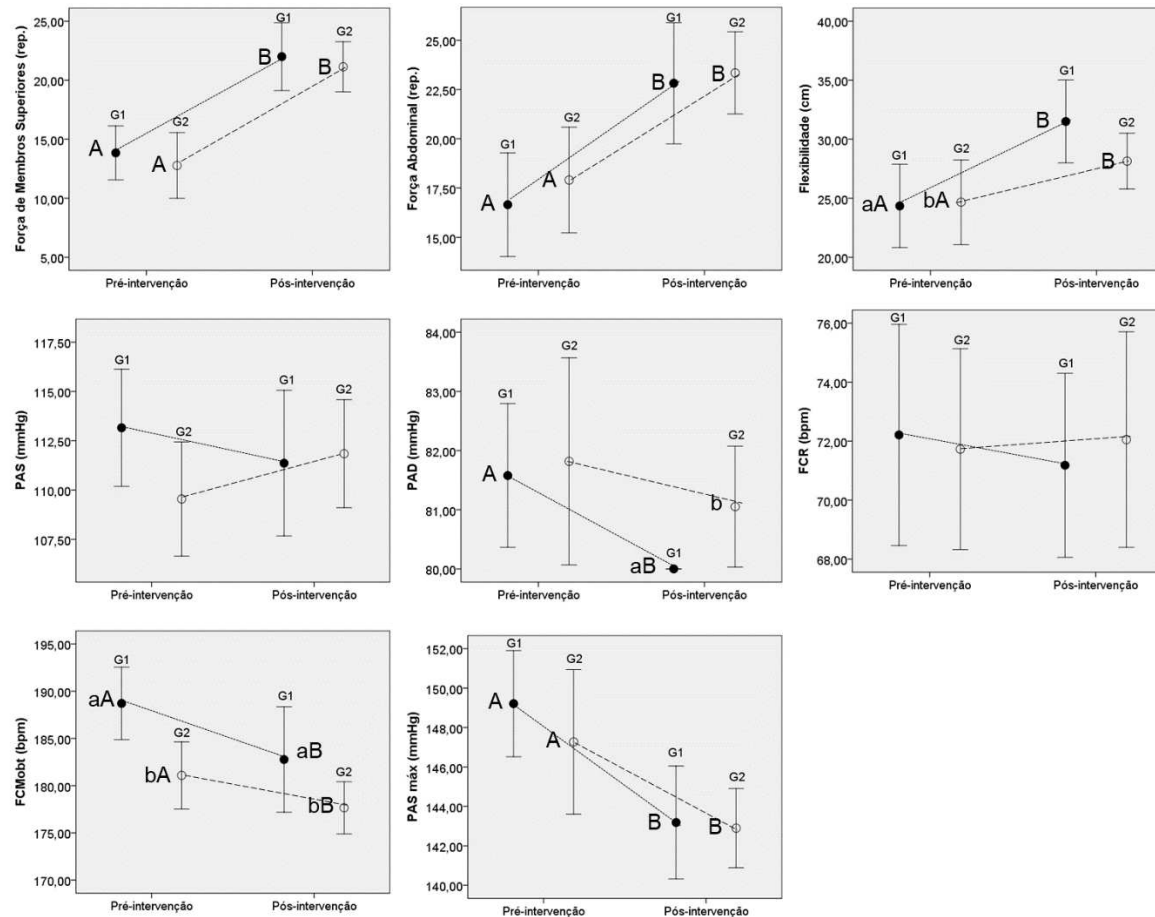 Força de Membros Superiores (rep.)
25,00
20,00
15,00
10,00
5,00
G1
A
G2
A
G1
B
G2
B
Pré-intervenção
Pós-intervenção
Força Abdominal (rep.)
25,00
22,50
20,00
17,50
15,00
G1
A
G2
A
G1
B
G2
B
Pré-intervenção
Pós-intervenção
Flexibilidade (cm)
40,00
35,00
30,00
25,00
20,00
G1
aA
G2
bA
G1
B
G2
B
Pré-intervenção
Pós-intervenção
PAS (mmHg)
117,50
115,00
112,50
110,00
107,50
G1
G2
G1
G2
Pré-intervenção
Pós-intervenção
PAD (mmHg)
84,00
83,00
82,00
81,00
80,00
G1
A
G2
G1
aB
G2
b
Pré-intervenção
Pós-intervenção
FCR (bpm)
76,00
74,00
72,00
70,00
68,00
G1
G2
G1
G2
Pré-intervenção
Pós-intervenção
FCMobt (bpm)
195,00
190,00
185,00
180,00
175,00
170,00
G1
aA
G2
bA
G1
aB
G2
bB
Pré-intervenção
Pós-intervenção
PAS máx (mmHg)
152,00
150,00
148,00
146,00
144,00
142,00
140,00
G1
A
G2
A
G1
B
G2
B
Pré-intervenção
Pós-intervenção